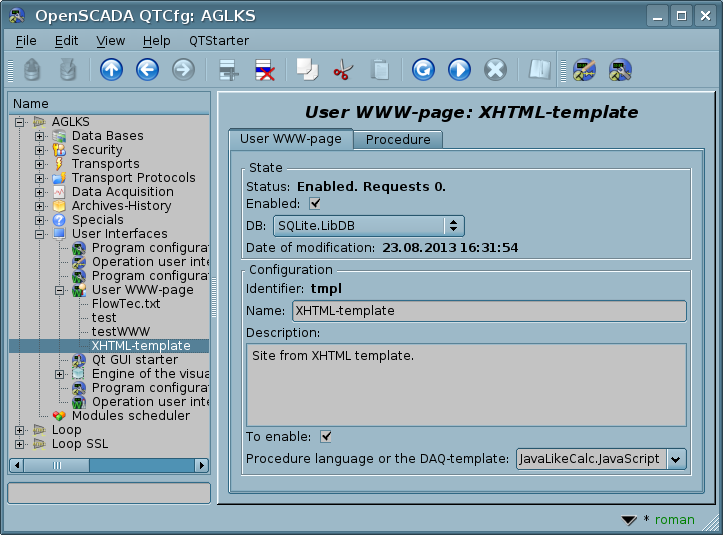 OpenSCADA QTCfg: AGLKS
File Edit View Help QTStarter
Name
AGLKS
Data Bases
Security
Transports
Transport Protocols
Data Acquisition
Archives-History
Specials
User Interfaces
Program configura
Operation user inte
Program configura
User WWW-page
FlowTec.txt
test
testWWW
XHTML-template
Qt GUI starter
Engine of the visua
Program configura
Operation user inte
Modules scheduler
Loop
Loop SSL
User WWW-page: XHTML-template
User WWW-page Procedure
State
Status: Enabled. Requests 0.
Enabled:
DB: SQLite.LibDB
Date of modification: 23.08.2013 16:31:54
Configuration
Identifier: tmpl
Name: XHTML-template
Description:
Site from XHTML template.
To enable:
Procedure language or the DAQ-template: JavaLikeCalc.JavaScript
* roman